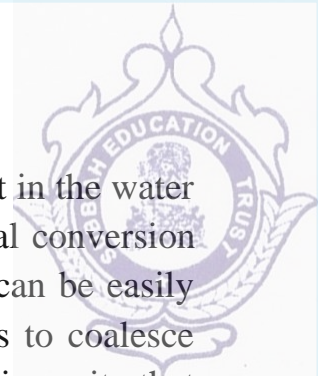 EDUCATION TRUST
t in the water
al conversion
can be easily
s to coalesce